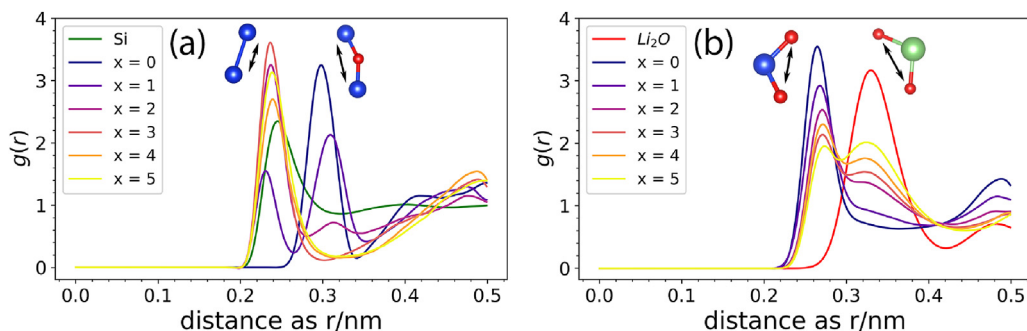 (a)
4
3
2
1
0
g(r)
Si
x = 0
x = 1
x = 2
x = 3
x = 4
x = 5
0.0 0.1 0.2 0.3 0.4 0.5
distance as r/nm
(b)
4
3
2
1
0
g(r)
Li₂O
x = 0
x = 1
x = 2
x = 3
x = 4
x = 5
0.0 0.1 0.2 0.3 0.4 0.5
distance as r/nm